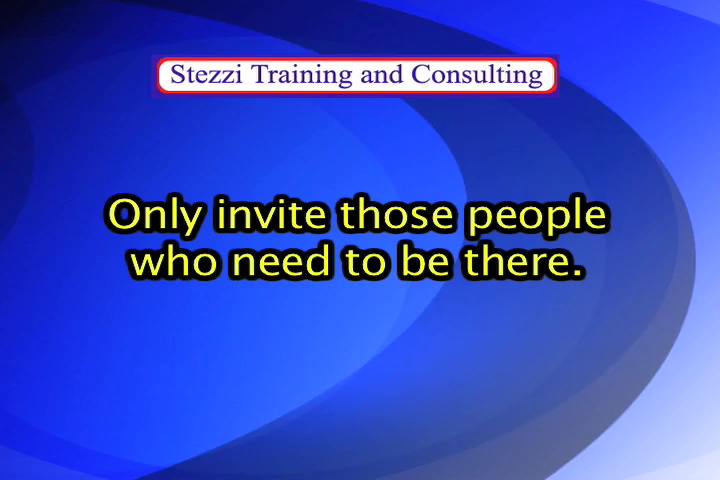 Stezzi Training and Consulting
Only invite those people
who need to be there.